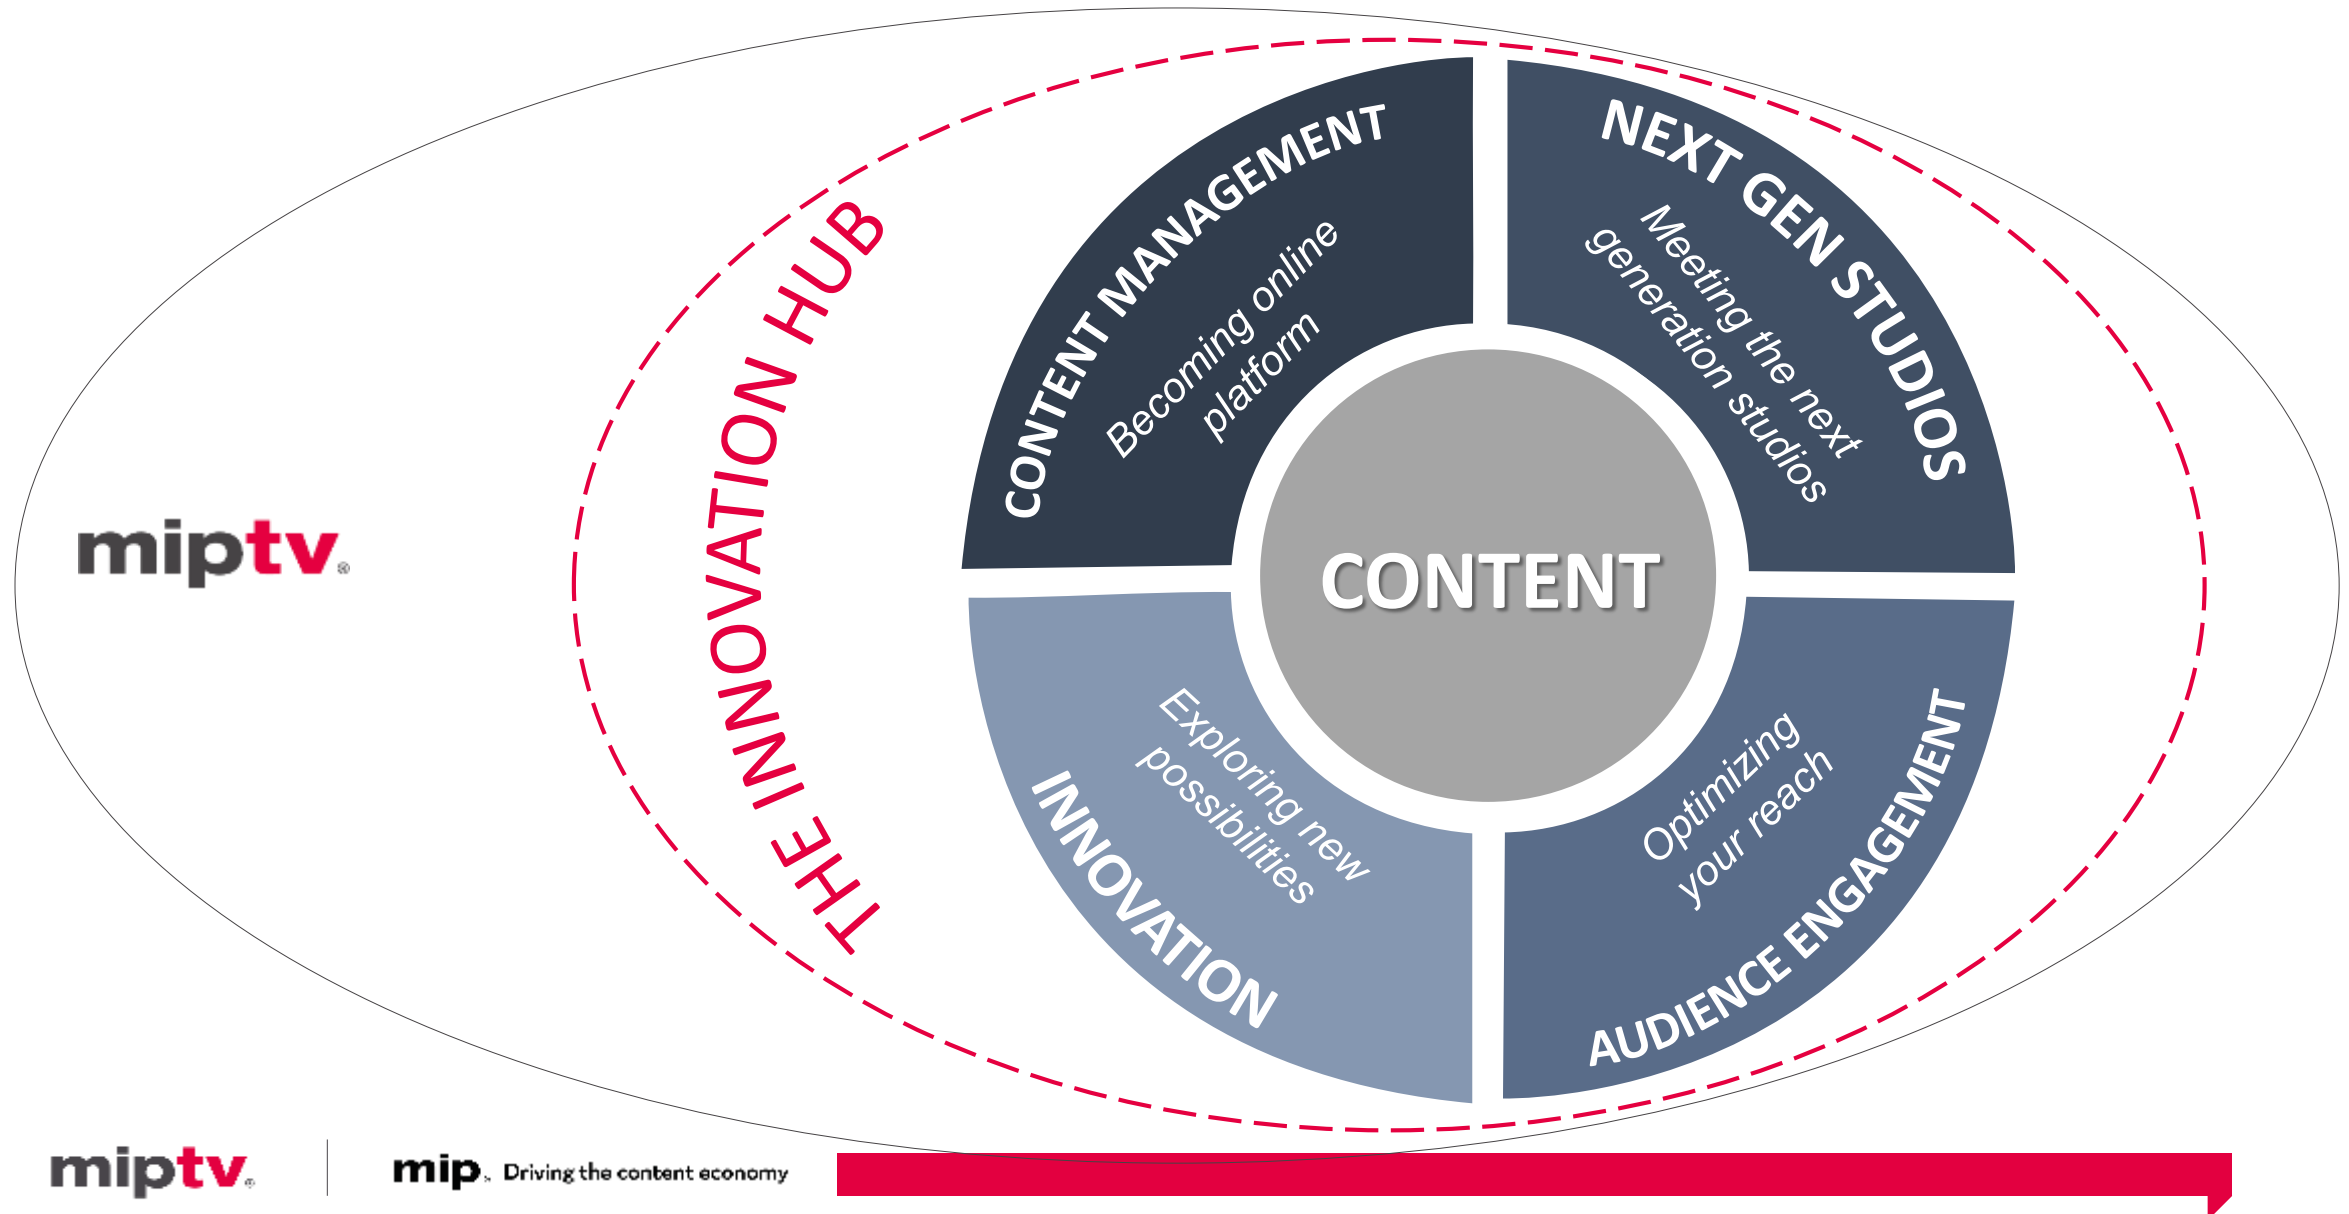 miptv®
THE INNOVATION HUB
CONTENT MANAGEMENT
Becoming online
platform
NEXT GEN STUDIOS
Meeting the next
generation studios
CONTENT
INNOVATION
Exploring new
possibilities
AUDIENCE ENGAGEMENT
Optimizing
your reach
miptv®
mip. Driving the content economy